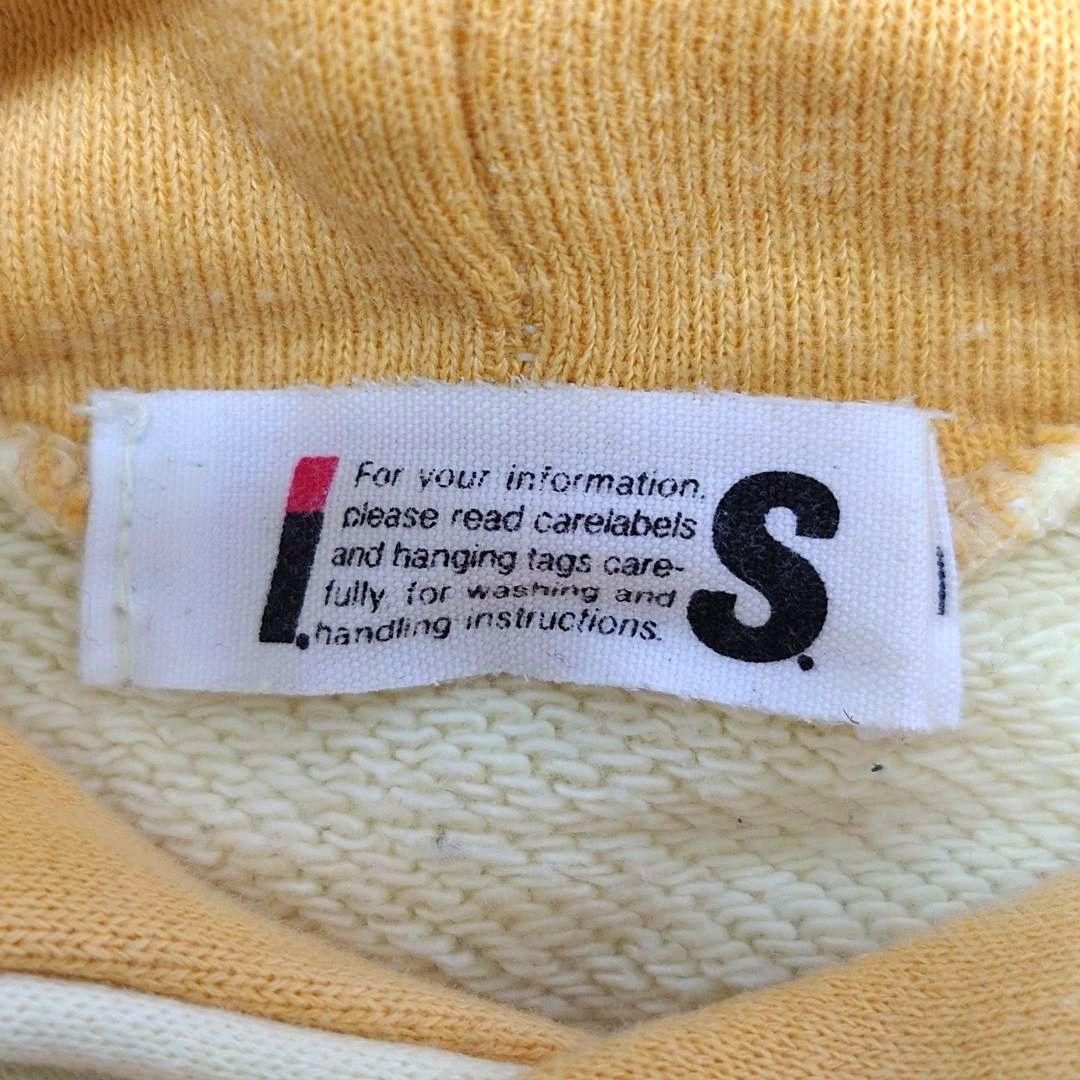 I. S.
For your information,
please read carelabels
and hanging tags care-
fully for washing and
handling instructions.